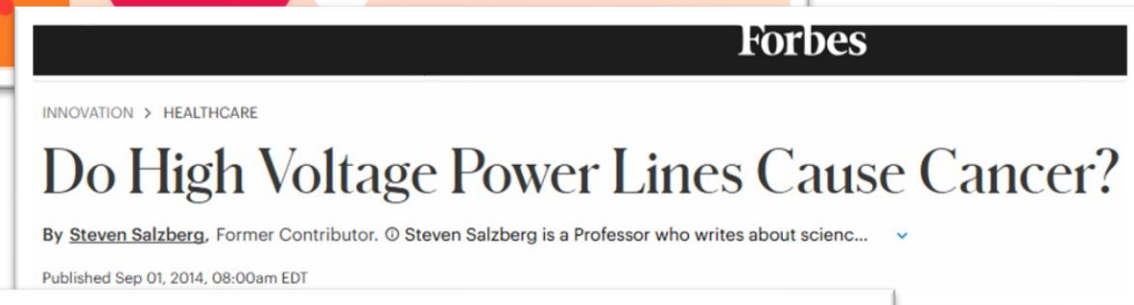 Forbes
INNOVATION > HEALTHCARE
Do High Voltage Power Lines Cause Cancer?
By Steven Salzberg, Former Contributor. ⓘ Steven Salzberg is a Professor who writes about scienc...
Published Sep 01, 2014, 08:00am EDT